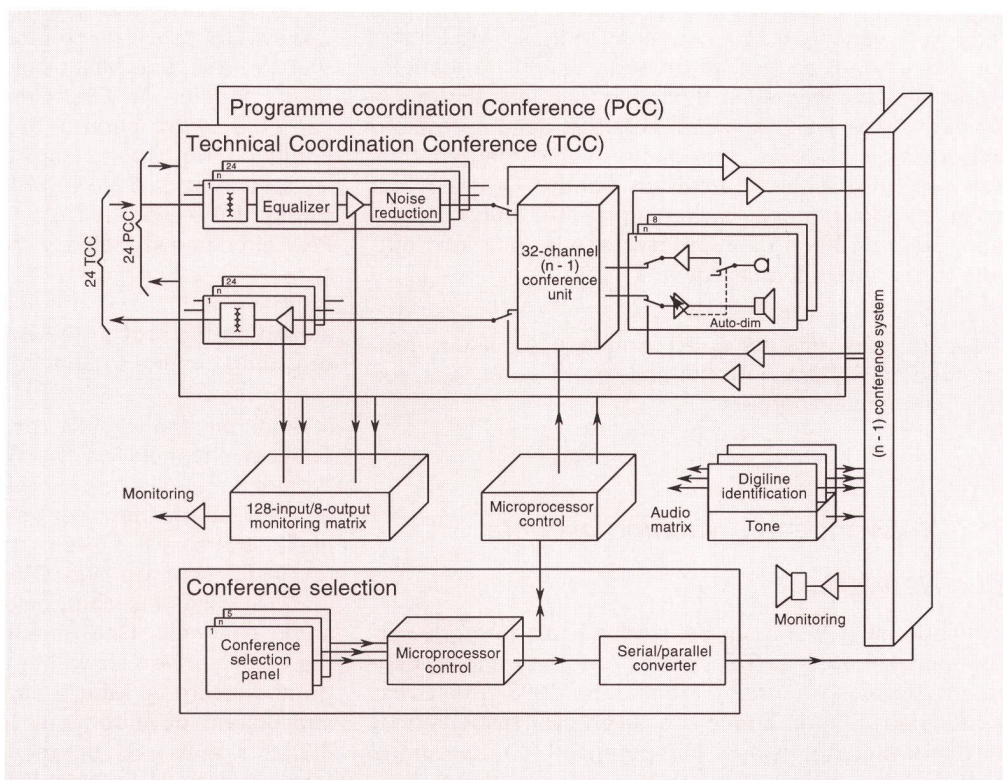 Programme coordination Conference (PCC)
Technical Coordination Conference (TCC)
24 TCC
24 PCC
24
n
1
Equalizer
Noise
reduction
24
n
1
32-channel
(n - 1)
conference
unit
8
n
1
Auto-dim
(n - 1) conference system
Monitoring
128-input/8-output
monitoring matrix
Microprocessor
control
Audio
matrix
Digiline
identification
Tone
Monitoring
Conference selection
5
n
1
Conference
selection
panel
Microprocessor
control
Serial/parallel
converter